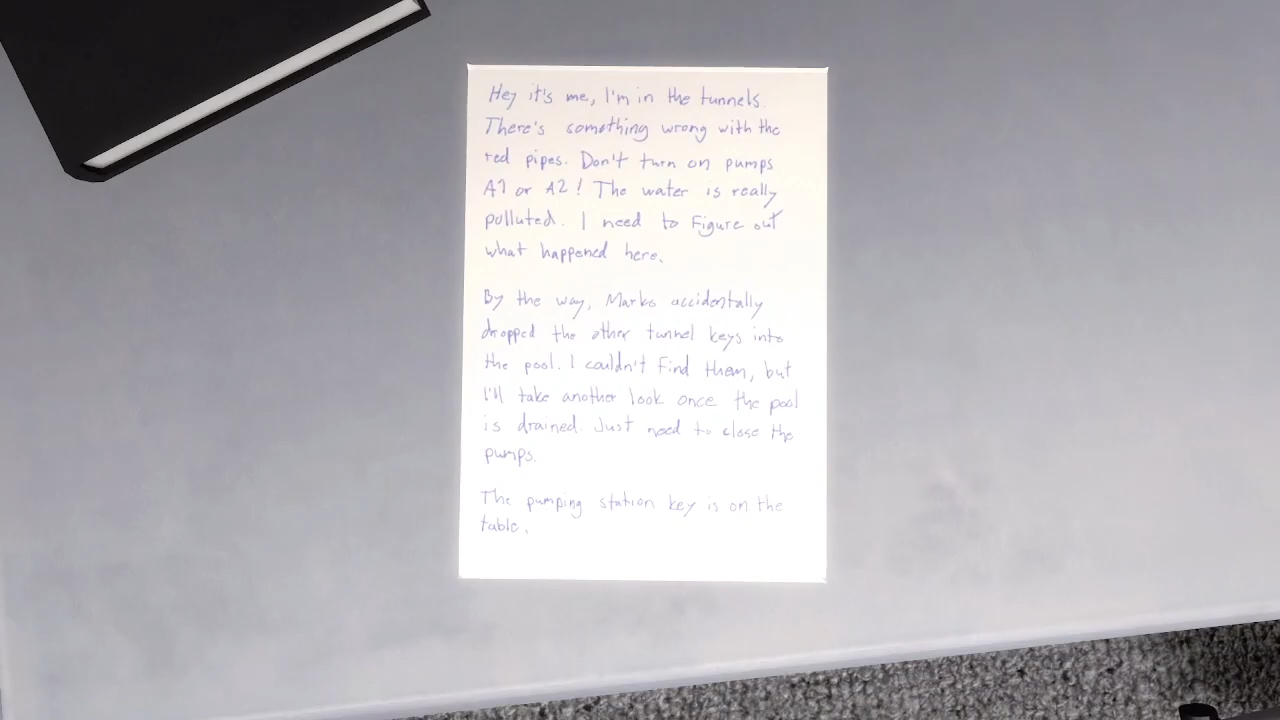 Hey it's me, I'm in the tunnels.
There's something wrong with the
red pipes. Don't turn on pumps
A1 or A2! The water is really
polluted. I need to Figure out
what happened here.
By the way, Marko accidentally
dropped the other tunnel keys into
the pool. I couldn't find them, but
I'll take another look once the pool
is drained. Just need to close the
pumps.
The pumping station key is on the
table.